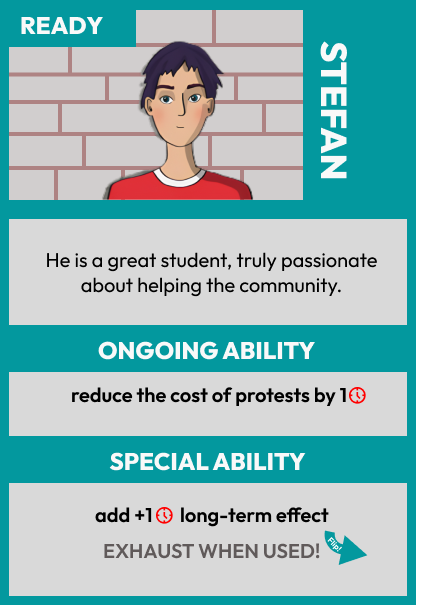 READY
STEFAN
He is a great student, truly passionate
about helping the community.
ONGOING ABILITY
reduce the cost of protests by 1
SPECIAL ABILITY
add +1 long-term effect
EXHAUST WHEN USED!
Flip!